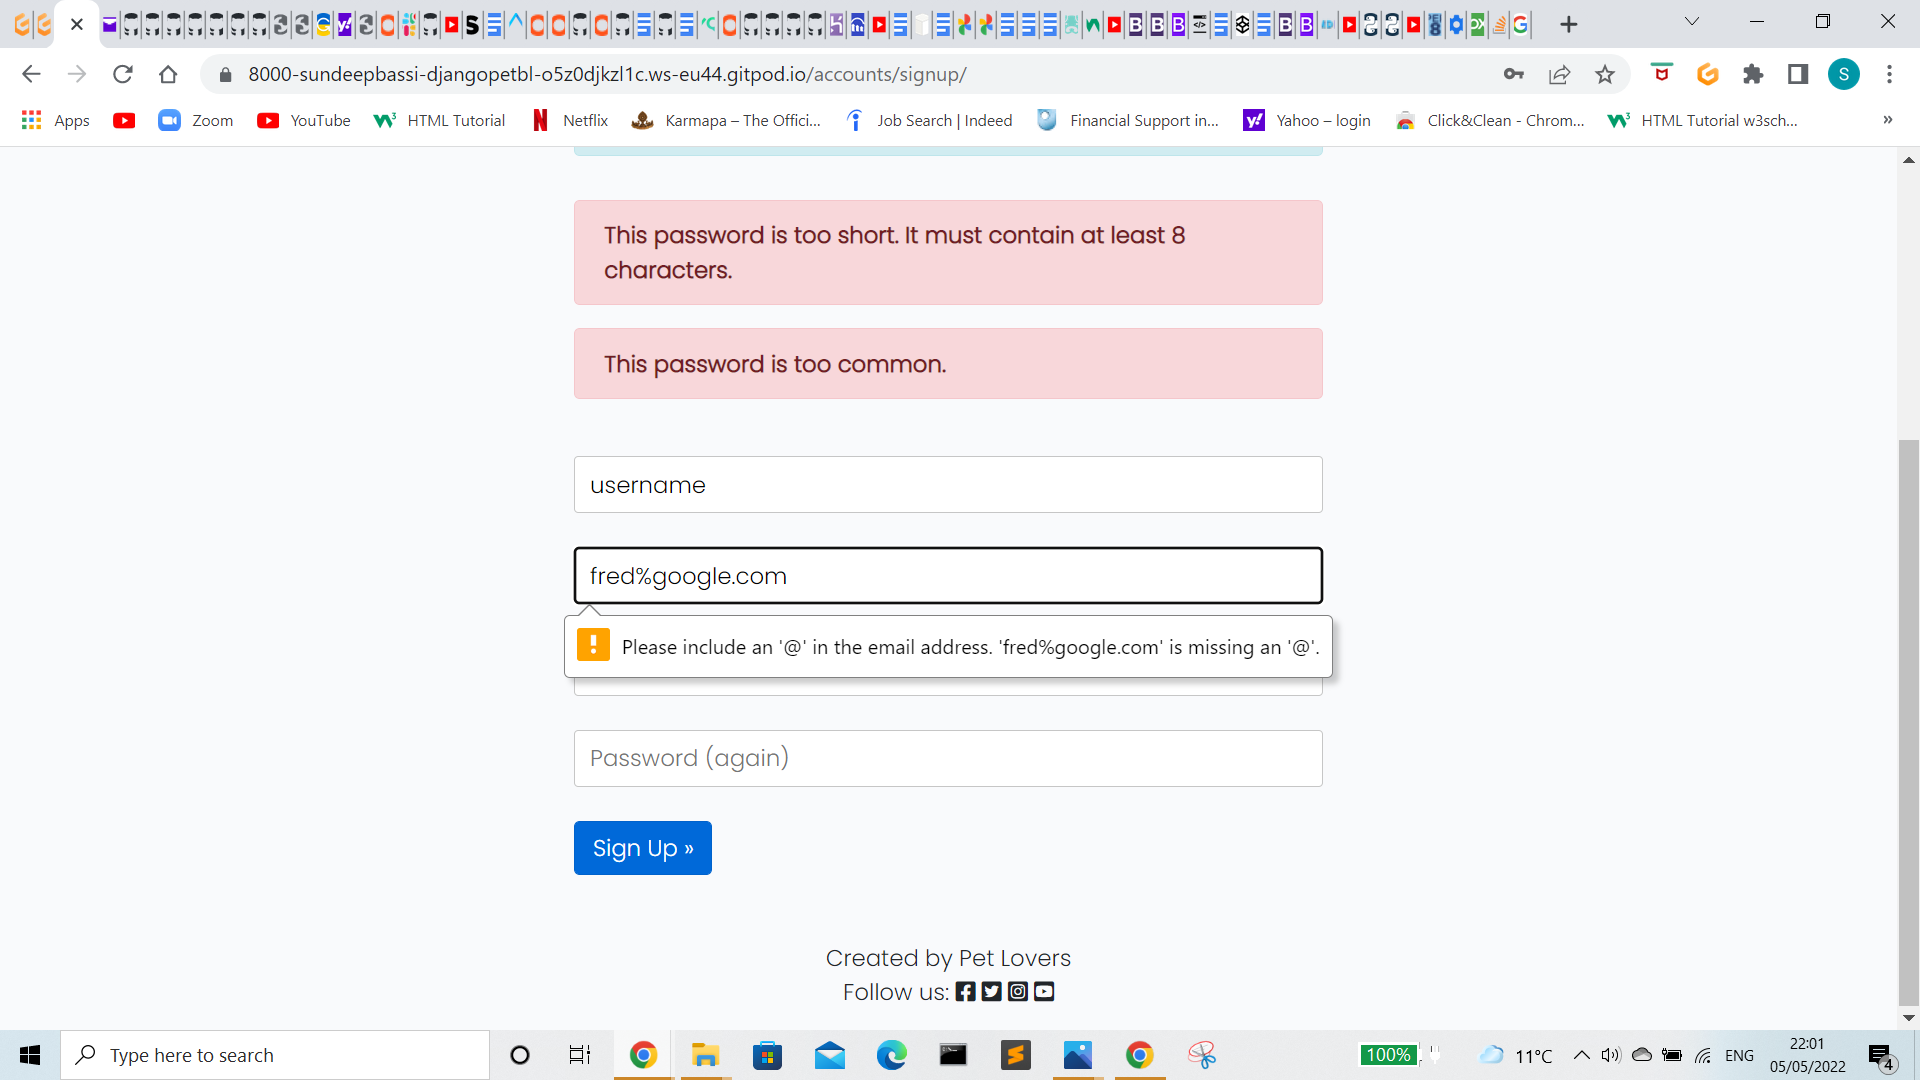 8000-sundeepbassi-djangopetbl-o5z0djkzl1c.ws-eu44.gitpod.io/accounts/signup/
S
Apps Zoom YouTube HTML Tutorial Netflix Karmapa – The Offici... Job Search | Indeed Financial Support in... Yahoo – login Click&Clean - Chrom... HTML Tutorial w3sch... »
This password is too short. It must contain at least 8
characters.
This password is too common.
username
fred%google.com
Please include an '@' in the email address. 'fred%google.com' is missing an '@'.
Password (again)
Sign Up »
Created by Pet Lovers
Follow us:
Type here to search
100%
11°C
ENG
22:01
05/05/2022
4